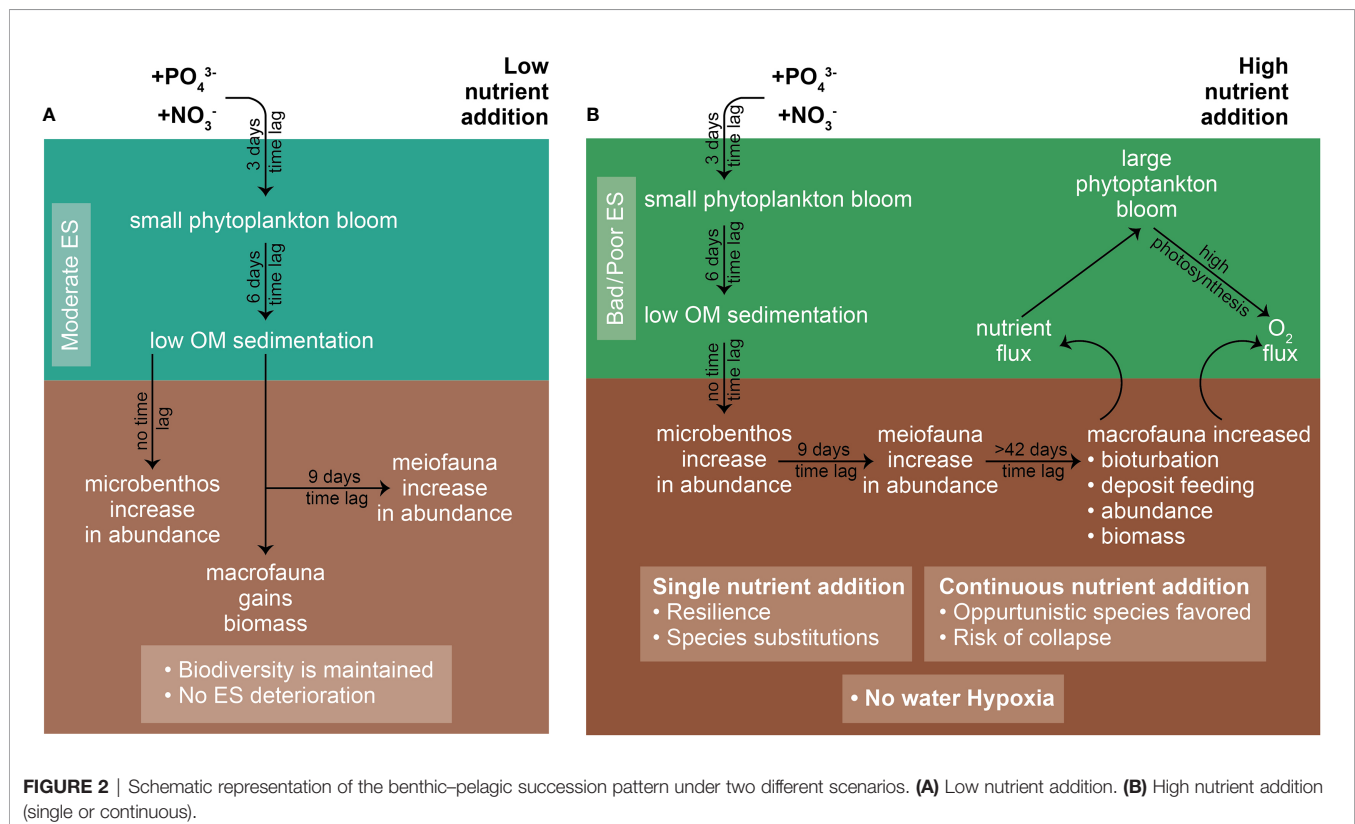 A
+PO₄³⁻
+NO₃⁻
Low
nutrient
addition
3 days
time lag
Moderate ES
small phytoplankton bloom
6 days
time lag
low OM sedimentation
no time
lag
microbenthos
increase
in abundance
9 days
time lag
meiofauna
increase
in abundance
macrofauna
gains
biomass
• Biodiversity is maintained
• No ES deterioration
B
+PO₄³⁻
+NO₃⁻
High
nutrient
addition
3 days
time lag
Bad/Poor ES
small phytoplankton bloom
6 days
time lag
low OM sedimentation
no time
time lag
large
phytoptankton
bloom
high
photosynthesis
nutrient
flux
O₂
flux
microbenthos
increase
in abundance
9 days
time lag
meiofauna
increase
in abundance
>42 days
time lag
macrofauna increased
• bioturbation
• deposit feeding
• abundance
• biomass
Single nutrient addition
• Resilience
• Species substitutions
Continuous nutrient addition
• Oppurtunistic species favored
• Risk of collapse
• No water Hypoxia
FIGURE 2 | Schematic representation of the benthic–pelagic succession pattern under two different scenarios. (A) Low nutrient addition. (B) High nutrient addition
(single or continuous).